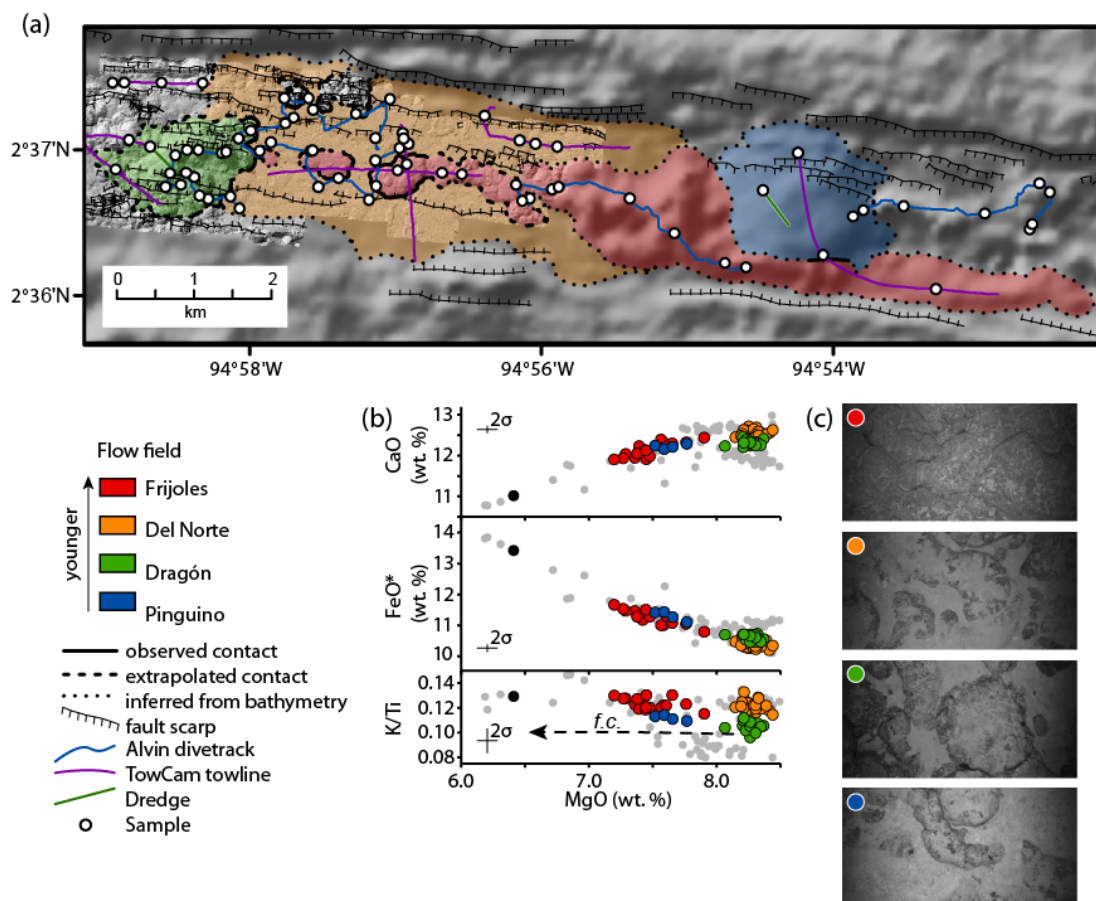 (a)
2°37'N
2°36'N
0 1 2
km
94°58'W 94°56'W 94°54'W
Flow field
younger
Frijoles
Del Norte
Dragón
Pinguino
observed contact
extrapolated contact
inferred from bathymetry
fault scarp
Alvin divetrack
TowCam towline
Dredge
Sample
(b)
13
12
11
CaO
(wt. %)
2σ
14
13
12
11
10
FeO*
(wt. %)
2σ
0.14
0.12
0.10
0.08
K/Ti
2σ
f.c.
6.0 7.0 8.0
MgO (wt. %)
(c)